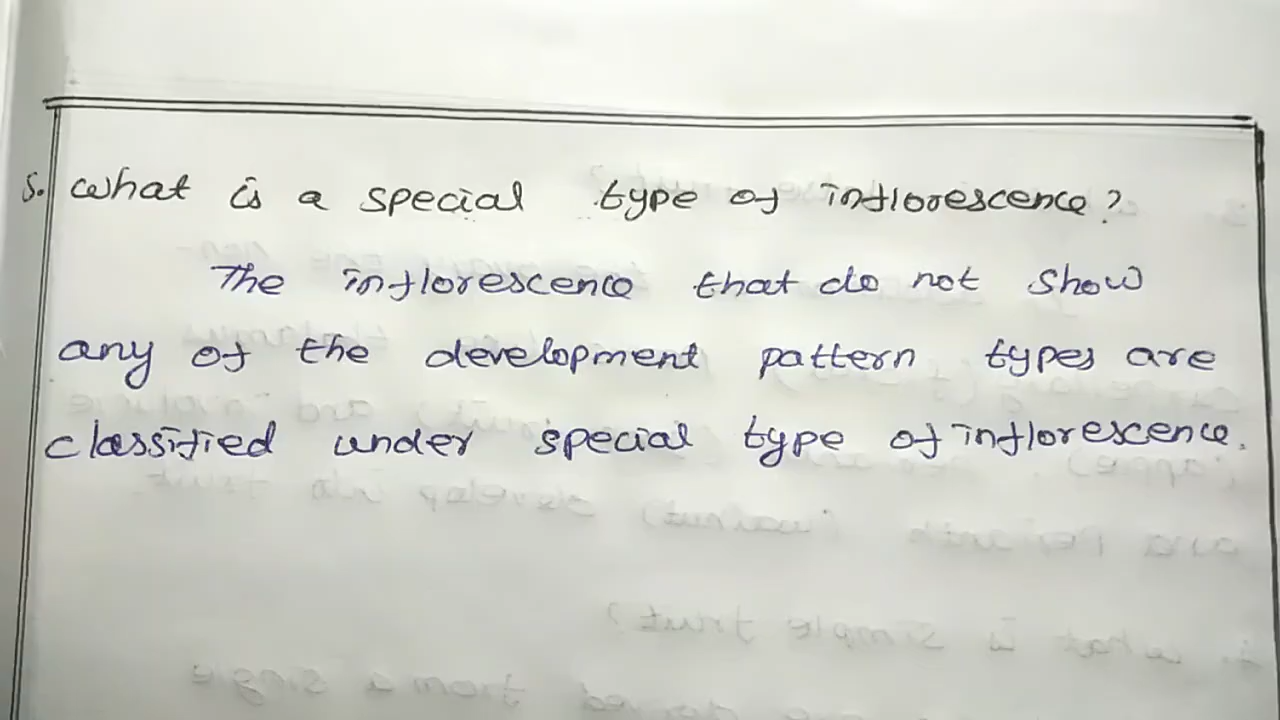 5. What is a special type of inflorescence?
The inflorescence that do not show
any of the development pattern types are
classified under special type of inflorescence.